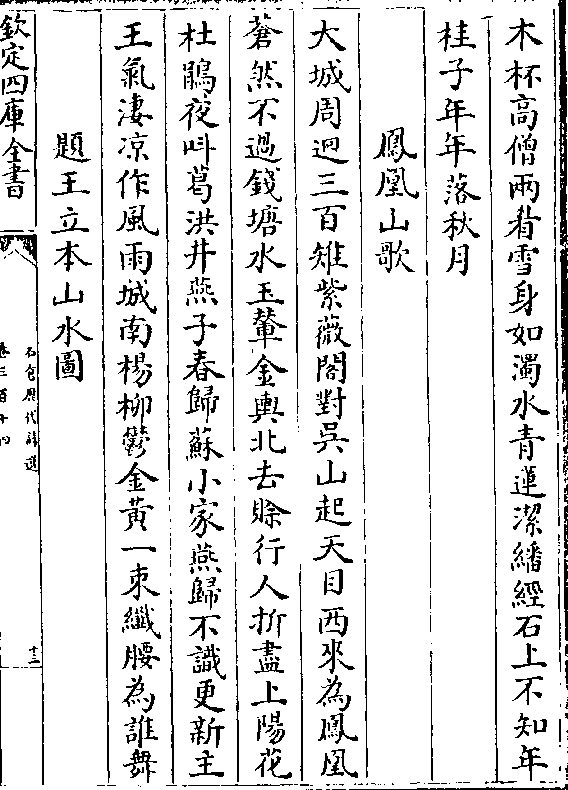 木杯高僧兩看雪身如濁水青蓮潔繙經石上不知年
桂子年年落秋月
鳳凰山歌
大城周迴三百雉紫薇閣對吳山起天目西來為鳳凰
蒼然不過錢塘水玉輦金輿北去賒行人折盡上陽花
杜鵑夜呌葛洪井燕子春歸蘇小家燕歸不識更新主
王氣淒凉作風雨城南楊柳鬱金黃一束纖腰為誰舞
題王立本山水圖
欽定四庫全書
石倉歷代詩選
卷三百十四
十二